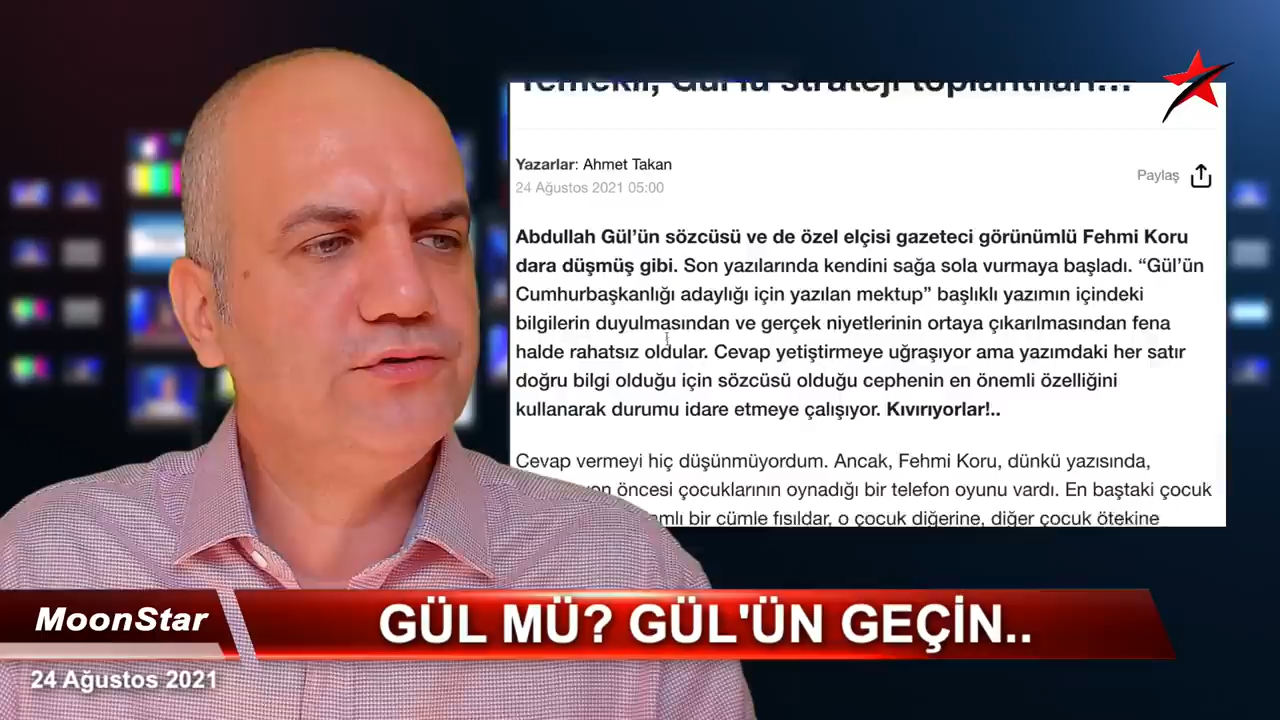 Yemekli, Gül'lü strateji toplantıları...
Yazarlar: Ahmet Takan
24 Ağustos 2021 05:00
Paylaş
Abdullah Gül’ün sözcüsü ve de özel elçisi gazeteci görünümlü Fehmi Koru
dara düşmüş gibi. Son yazılarında kendini sağa sola vurmaya başladı. “Gül’ün
Cumhurbaşkanlığı adaylığı için yazılan mektup” başlıklı yazımın içindeki
bilgilerin duyulmasından ve gerçek niyetlerinin ortaya çıkarılmasından fena
halde rahatsız oldular. Cevap yetiştirmeye uğraşıyor ama yazımdaki her satır
doğru bilgi olduğu için sözcüsü olduğu cephenin en önemli özelliğini
kullanarak durumu idare etmeye çalışıyor. Kıvırıyorlar!..
Cevap vermeyi hiç düşünmüyordum. Ancak, Fehmi Koru, dünkü yazısında,
öncesi çocuklarının oynadığı bir telefon oyunu vardı. En baştaki çocuk
bir cümle fısıldar, o çocuk diğerine, diğer çocuk ötekine
MoonStar
GÜL MÜ? GÜL'ÜN GEÇİN..
24 Ağustos 2021